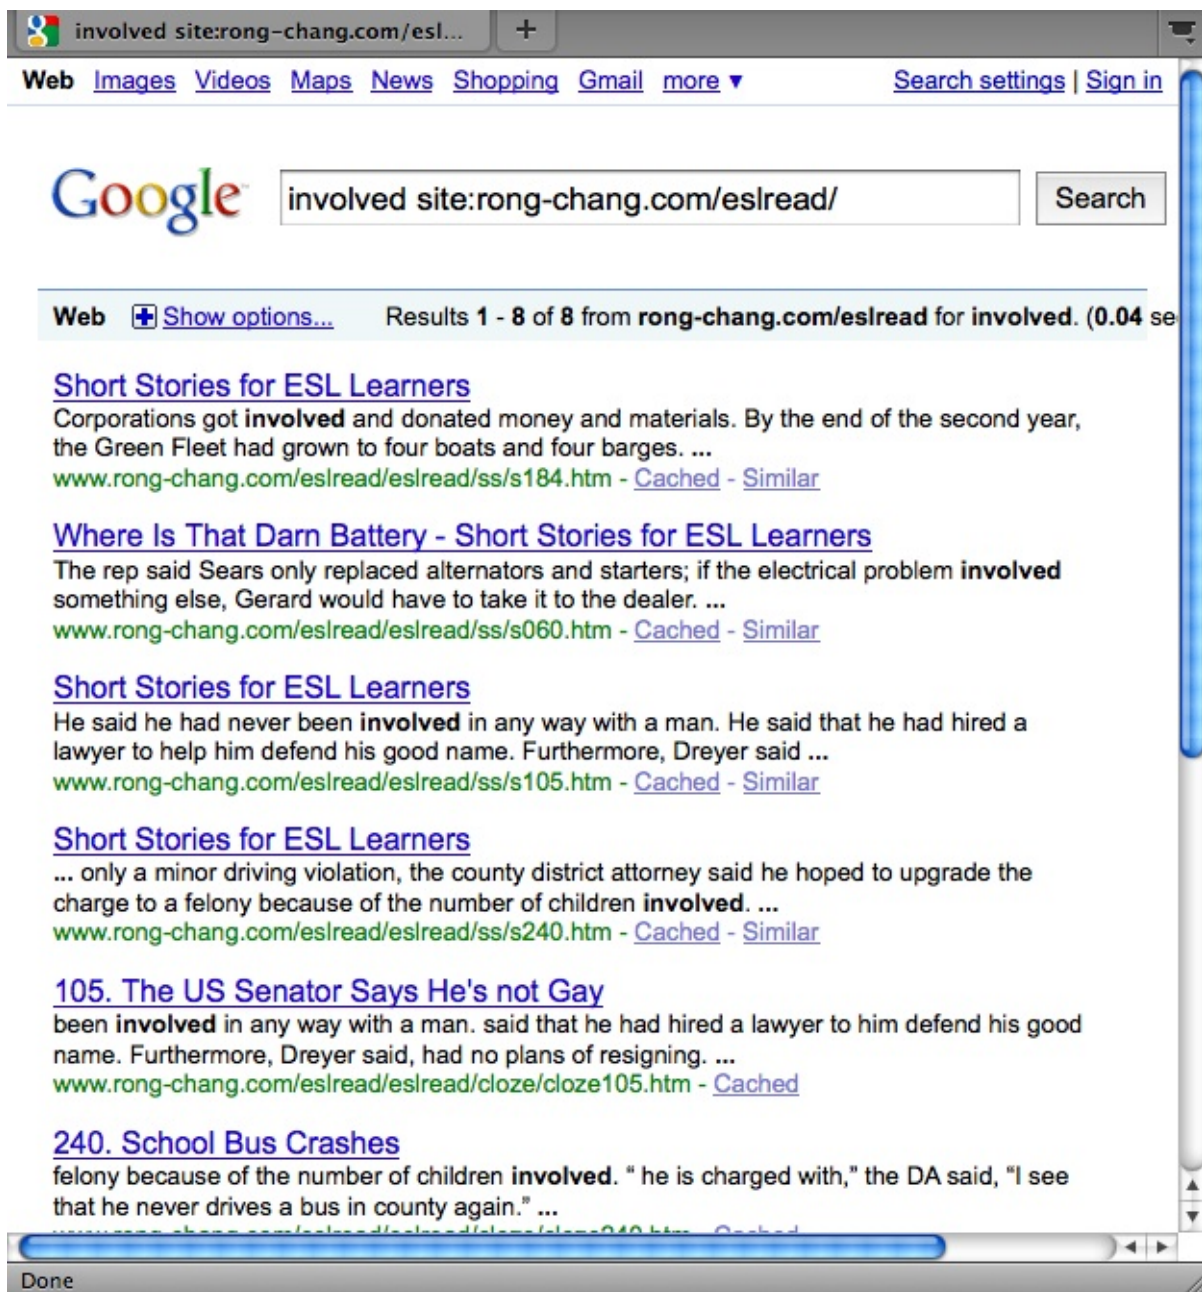 involved site:rong-chang.com/esl... +
Web Images Videos Maps News Shopping Gmail more ▼ Search settings | Sign in
Google involved site:rong-chang.com/eslread/ Search
Web Show options... Results 1 - 8 of 8 from rong-chang.com/eslread for involved. (0.04 se
Short Stories for ESL Learners
Corporations got involved and donated money and materials. By the end of the second year,
the Green Fleet had grown to four boats and four barges. ...
www.rong-chang.com/eslread/eslread/ss/s184.htm - Cached - Similar
Where Is That Darn Battery - Short Stories for ESL Learners
The rep said Sears only replaced alternators and starters; if the electrical problem involved
something else, Gerard would have to take it to the dealer. ...
www.rong-chang.com/eslread/eslread/ss/s060.htm - Cached - Similar
Short Stories for ESL Learners
He said he had never been involved in any way with a man. He said that he had hired a
lawyer to help him defend his good name. Furthermore, Dreyer said ...
www.rong-chang.com/eslread/eslread/ss/s105.htm - Cached - Similar
Short Stories for ESL Learners
... only a minor driving violation, the county district attorney said he hoped to upgrade the
charge to a felony because of the number of children involved. ...
www.rong-chang.com/eslread/eslread/ss/s240.htm - Cached - Similar
105. The US Senator Says He's not Gay
been involved in any way with a man. said that he had hired a lawyer to him defend his good
name. Furthermore, Dreyer said, had no plans of resigning. ...
www.rong-chang.com/eslread/eslread/cloze/cloze105.htm - Cached
240. School Bus Crashes
felony because of the number of children involved. “ he is charged with,” the DA said, “I see
that he never drives a bus in county again.” ...
www.rong-chang.com/eslread/eslread/cloze/cloze240.htm - Cached
Done